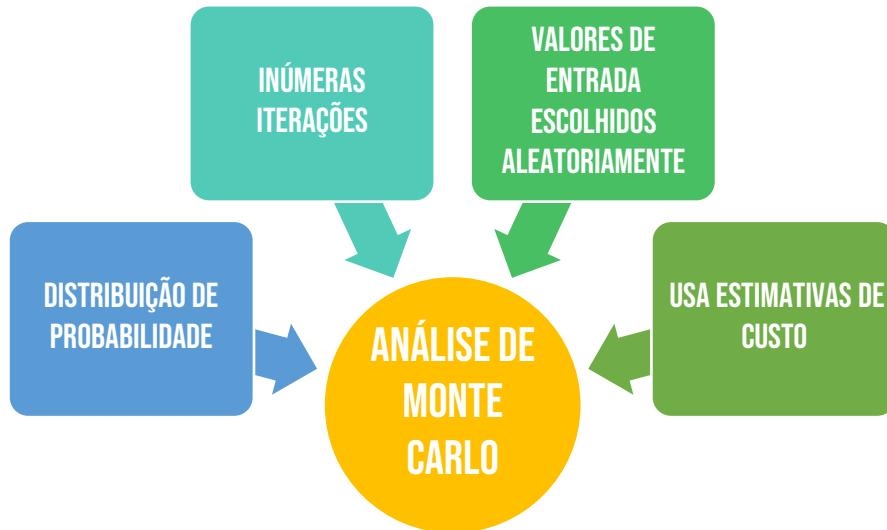 INÚMERAS
ITERAÇÕES
VALORES DE
ENTRADA
ESCOLHIDOS
ALEATORIAMENTE
DISTRIBUIÇÃO DE
PROBABILIDADE
USA ESTIMATIVAS DE
CUSTO
ANÁLISE DE
MONTE
CARLO